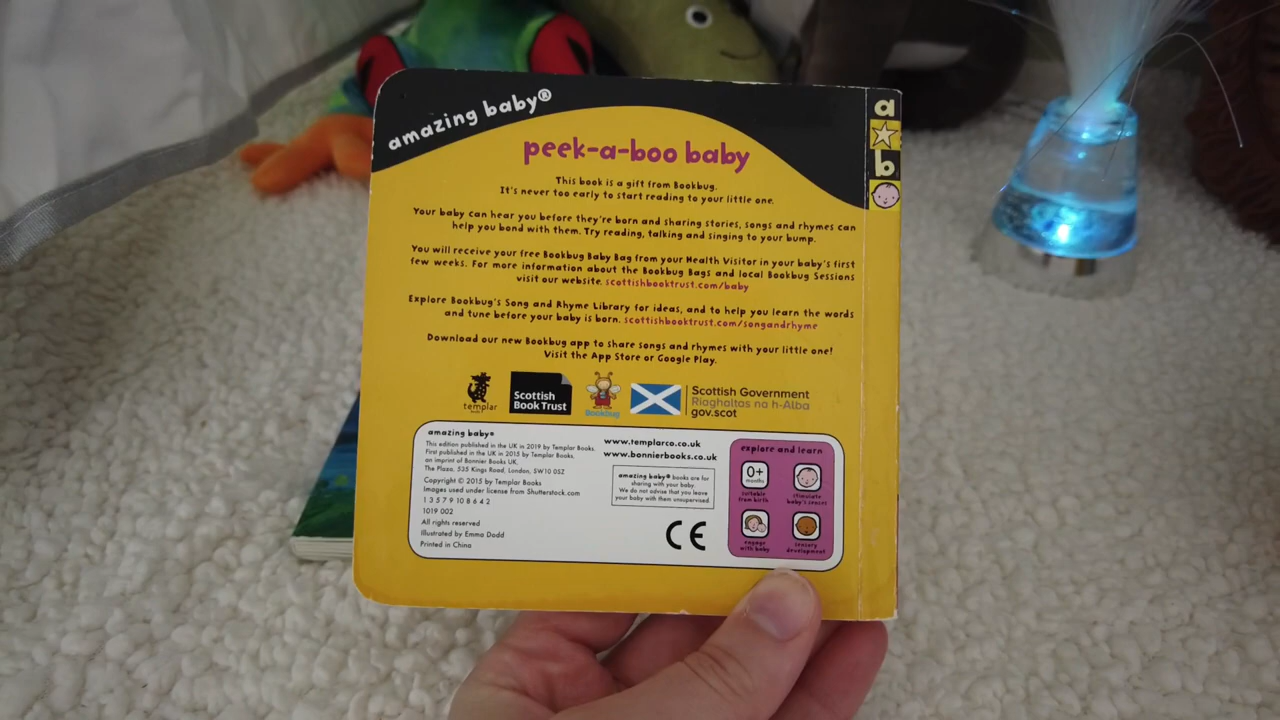 amazing baby®
a
b
peek-a-boo baby
This book is a gift from Bookbug.
It's never too early to start reading to your little one.
Your baby can hear you before they're born and sharing stories, songs and rhymes can
help you bond with them. Try reading, talking and singing to your bump.
You will receive your free Bookbug Baby Bag from your Health Visitor in your baby's first
few weeks. For more information about the Bookbug Bags and local Bookbug Sessions
visit our website. scottishbooktrust.com/baby
Explore Bookbug's Song and Rhyme Library for ideas, and to help you learn the words
and tune before your baby is born. scottishbooktrust.com/songandrhyme
Download our new Bookbug app to share songs and rhymes with your little one!
Visit the App Store or Google Play.
templar
Scottish
Book Trust
Bookbug
Scottish Government
Riaghaltas na h-Alba
gov.scot
amazing baby®
This edition published in the UK in 2019 by Templar Books.
First published in the UK in 2015 by Templar Books,
an imprint of Bonnier Books UK,
The Plaza, 535 Kings Road, London, SW10 0SZ
Copyright © 2015 by Templar Books
Images used under license from Shutterstock.com
1 3 5 7 9 10 8 6 4 2
1019 002
All rights reserved
Illustrated by Emma Dodd
Printed in China
www.templarco.co.uk
www.bonnierbooks.co.uk
amazing baby® books are for
sharing with your baby.
We do not advise that you leave
your baby with them unsupervised
CE
explore and learn
0+
months
suitable
from birth
stimulate
baby's senses
engage
with baby
sensory
development